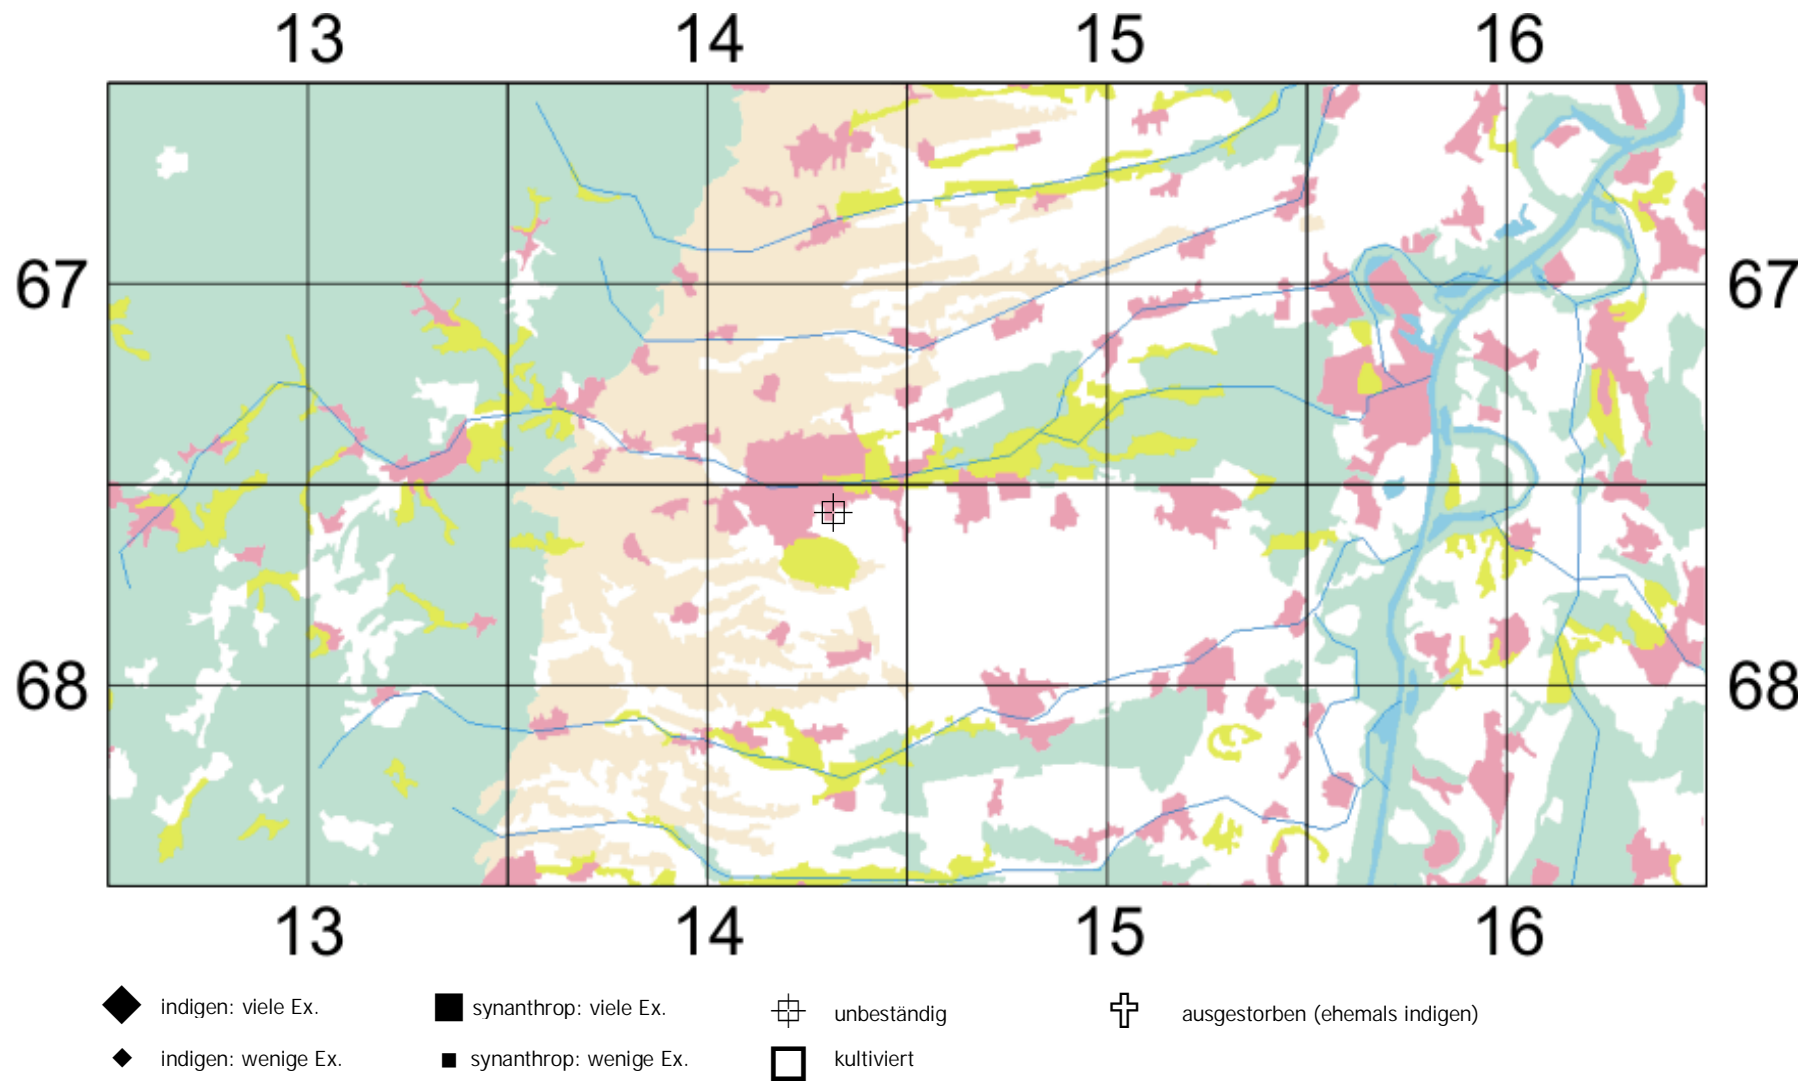 13 14 15 16
67 67
68 68
13 14 15 16
indigen: viele Ex. synanthrop: viele Ex. unbeständig ausgestorben (ehemals indigen)
indigen: wenige Ex. synanthrop: wenige Ex. kultiviert